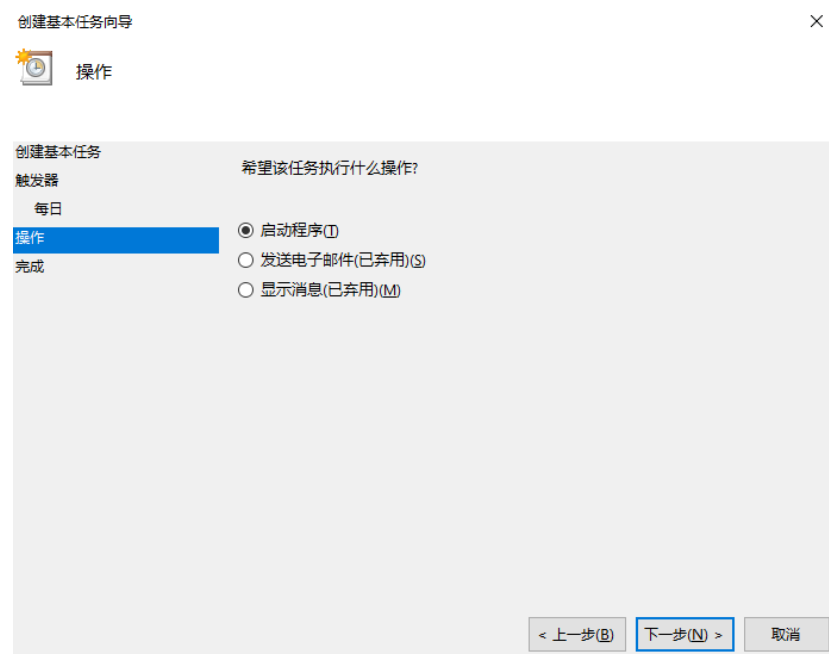 创建基本任务向导
操作
创建基本任务
触发器
每日
操作
完成
希望该任务执行什么操作?
启动程序(T)
发送电子邮件(已弃用)(S)
显示消息(已弃用)(M)
< 上一步(B)
下一步(N) >
取消